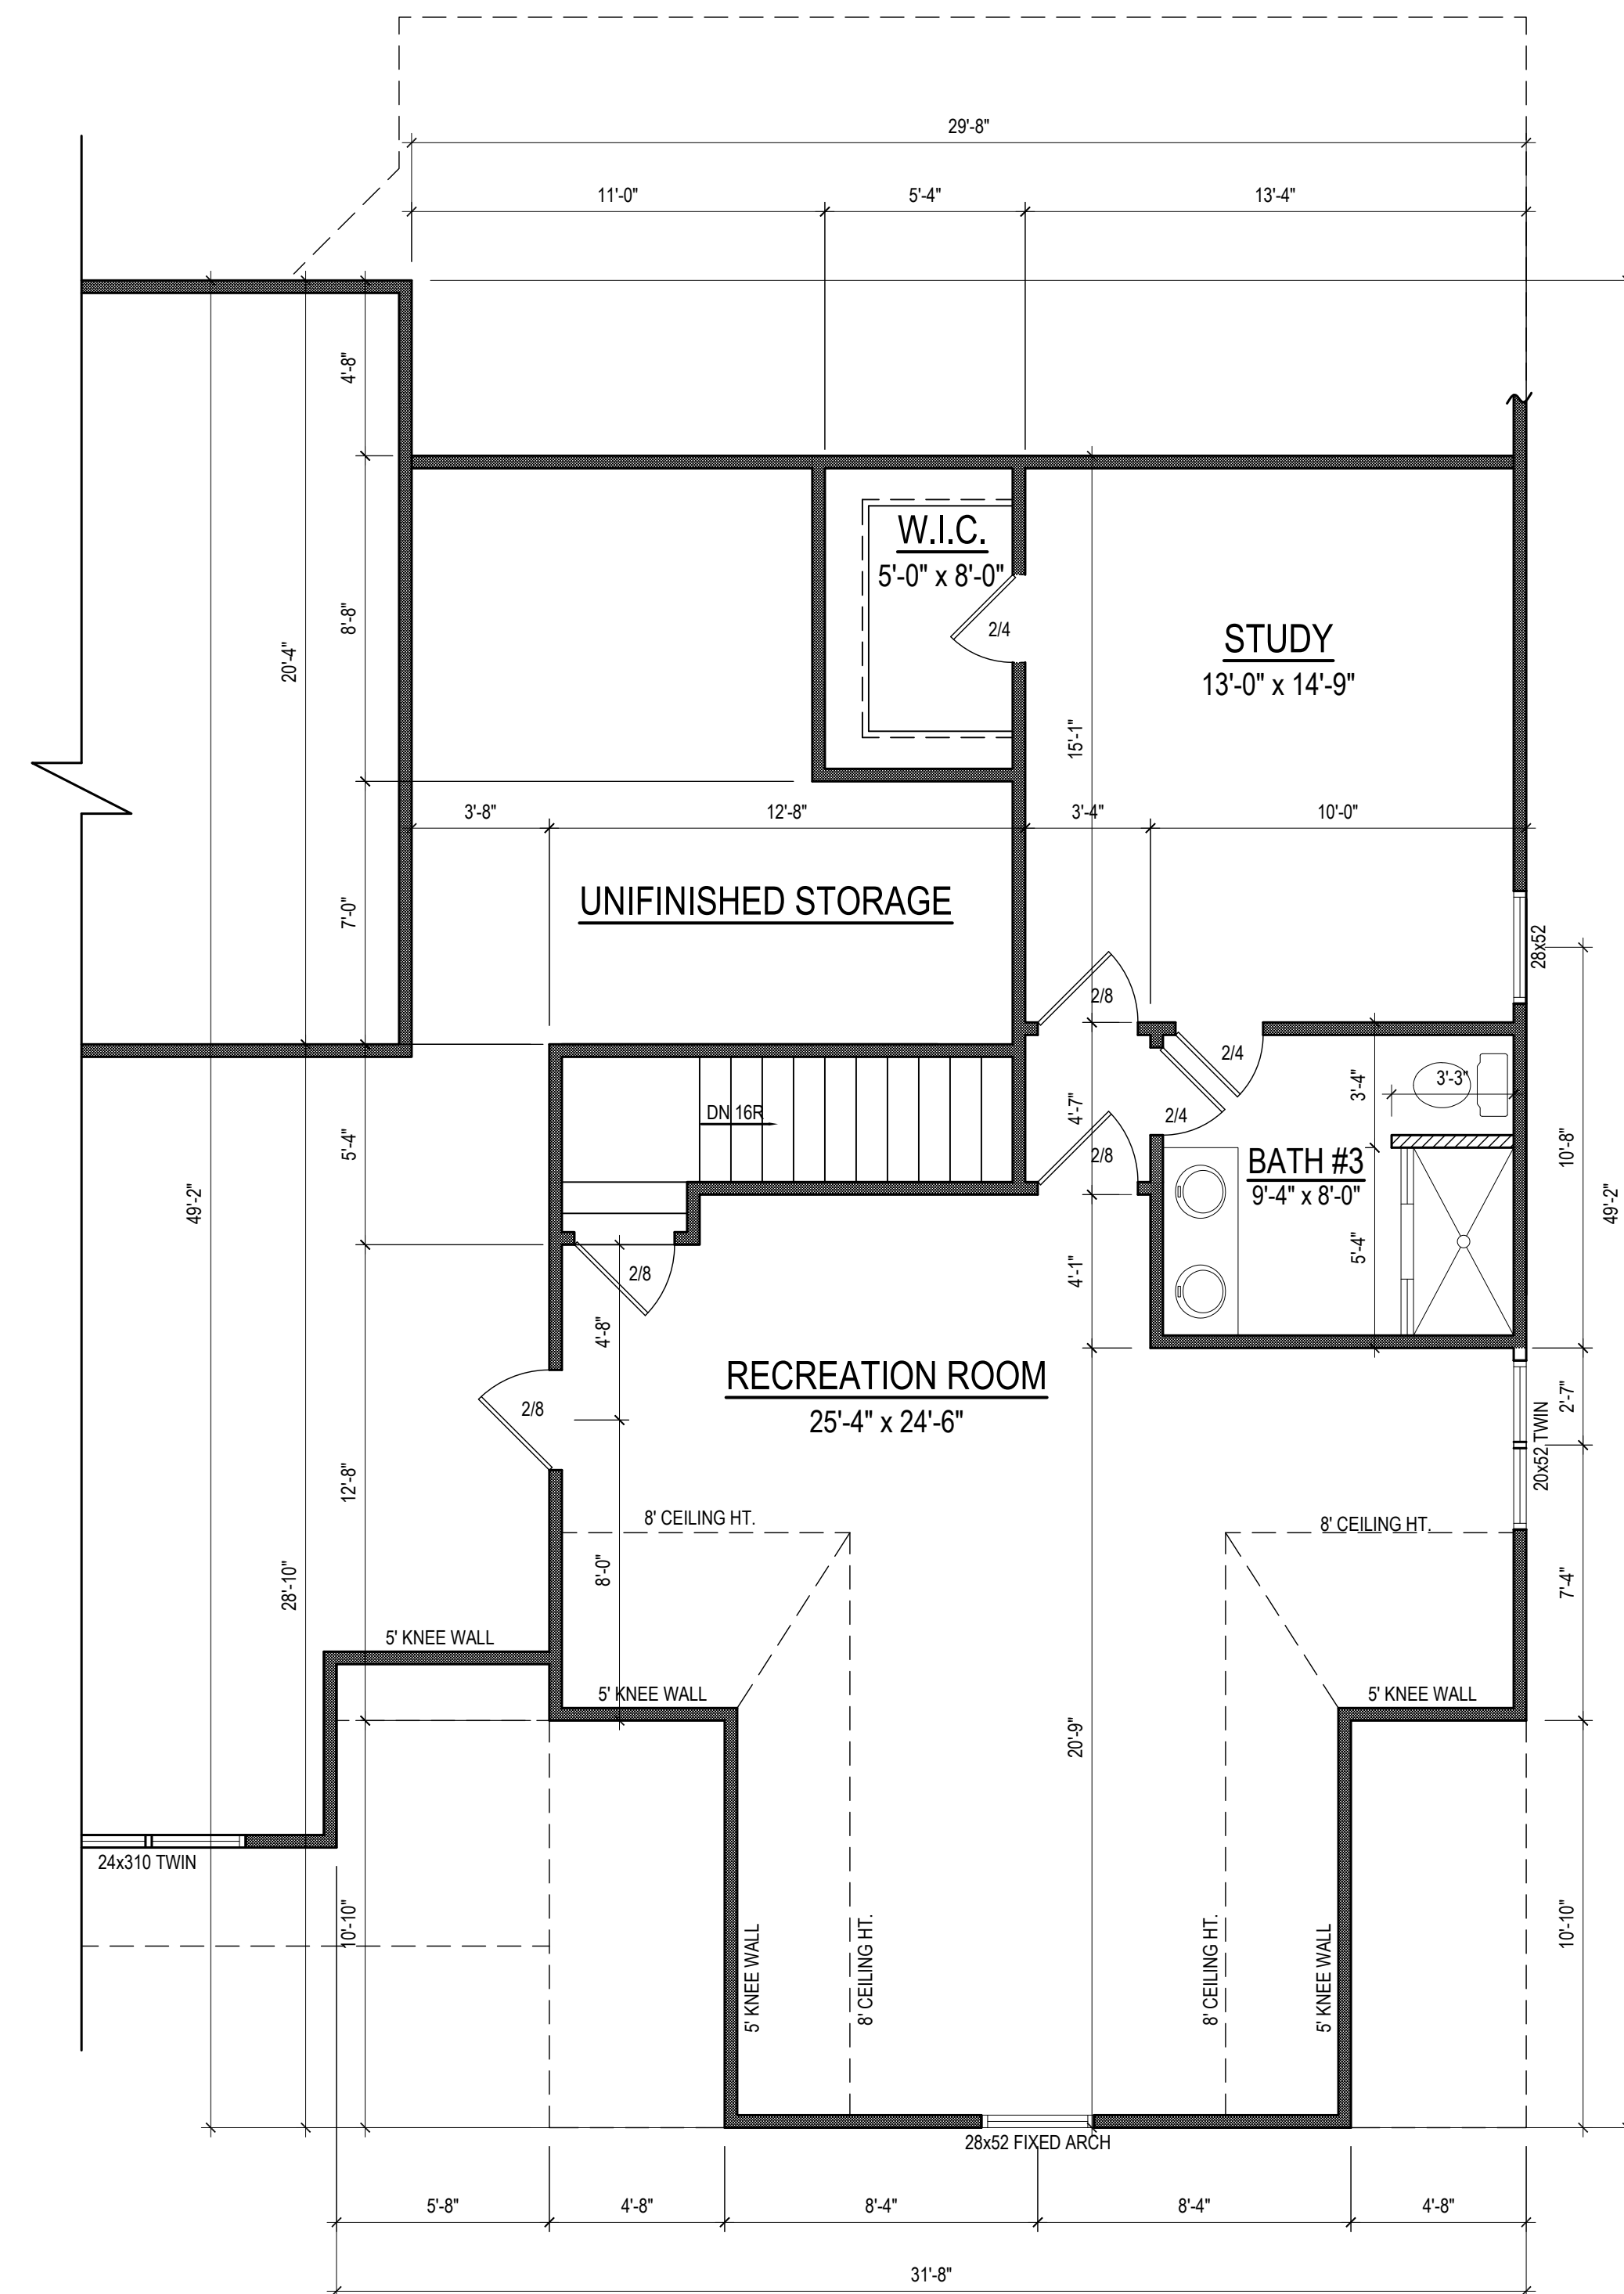 29'-8"
11'-0"
5'-4"
13'-4"
4'-8"
W.I.C.
5'-0" x 8'-0"
2/4
8'-8"
20'-4"
STUDY
13'-0" x 14'-9"
15'-1"
3'-8"
12'-8"
3'-4"
10'-0"
UNIFINISHED STORAGE
7'-0"
28x52
2/8
2/4
3'-4"
3'-3"
DN 16R
4'-7"
2/4
5'-4"
2/8
10'-8"
BATH #3
9'-4" x 8'-0"
49'-2"
49'-2"
5'-4"
4'-1"
2/8
4'-8"
RECREATION ROOM
25'-4" x 24'-6"
2/8
2'-7"
20x52 TWIN
12'-8"
8' CEILING HT.
8' CEILING HT.
8'-0"
28'-10"
7'-4"
5' KNEE WALL
5' KNEE WALL
5' KNEE WALL
20'-9"
24x310 TWIN
10'-10"
5' KNEE WALL
8' CEILING HT.
8' CEILING HT.
5' KNEE WALL
10'-10"
28x52 FIXED ARCH
5'-8"
4'-8"
8'-4"
8'-4"
4'-8"
31'-8"